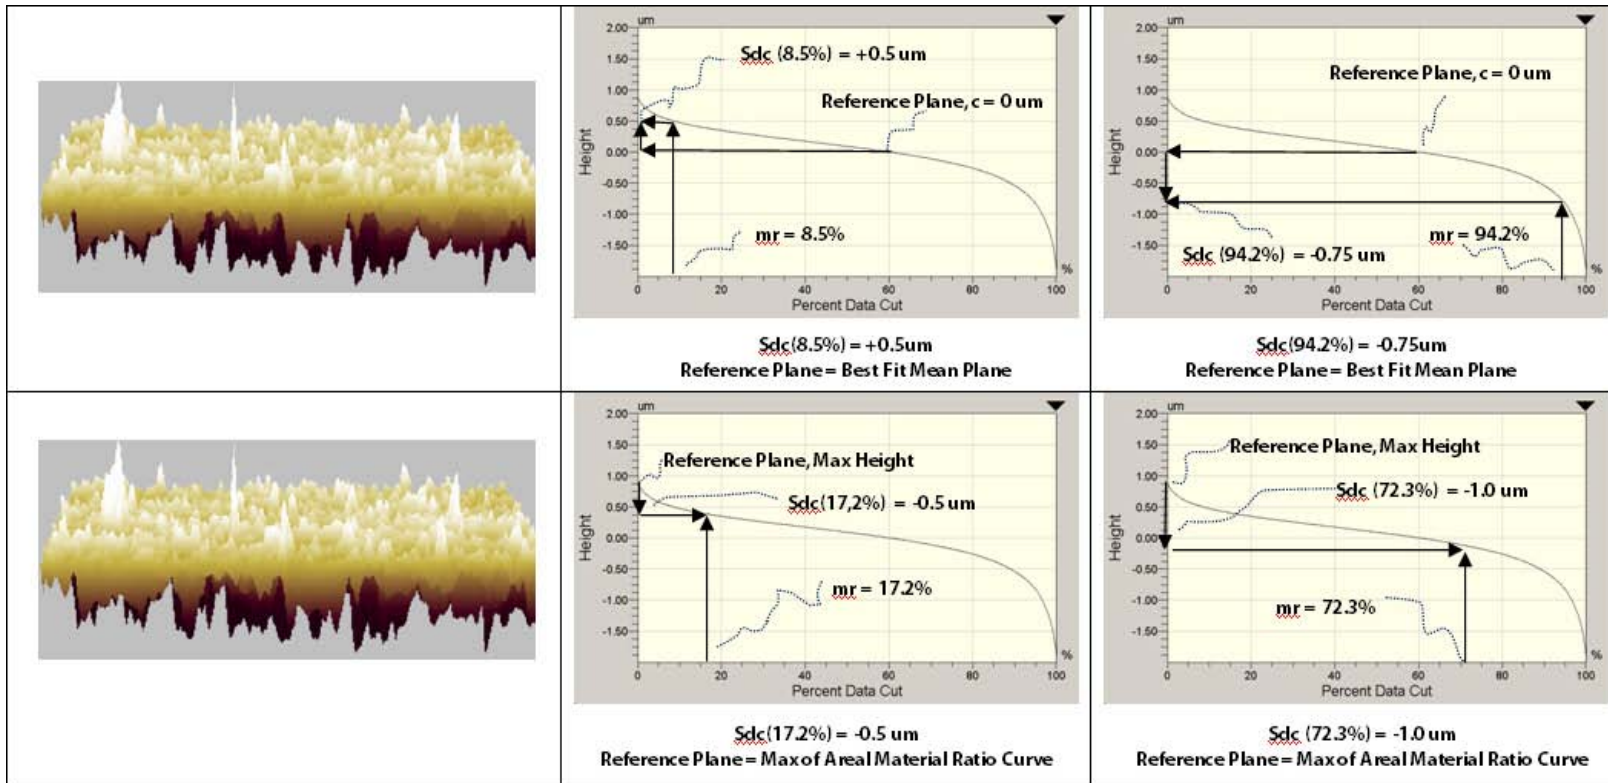 um
2.00
1.50
1.00
0.50
0.00
-0.50
-1.00
-1.50
Height
Sdc (8.5%) = +0.5 um
Reference Plane, c = 0 um
mr = 8.5%
%
0 20 40 60 80 100
Percent Data Cut
Sdc(8.5%) = +0.5um
Reference Plane = Best Fit Mean Plane
um
2.00
1.50
1.00
0.50
0.00
-0.50
-1.00
-1.50
Height
Reference Plane, c = 0 um
mr = 94.2%
Sdc (94.2%) = -0.75 um
%
0 20 40 60 80 100
Percent Data Cut
Sdc(94.2%) = -0.75um
Reference Plane = Best Fit Mean Plane
um
2.00
1.50
1.00
0.50
0.00
-0.50
-1.00
-1.50
Height
Reference Plane, Max Height
Sdc(17,2%) = -0.5 um
mr = 17.2%
%
0 20 40 60 80 100
Percent Data Cut
Sdc(17.2%) = -0.5 um
Reference Plane = Max of Areal Material Ratio Curve
um
2.00
1.50
1.00
0.50
0.00
-0.50
-1.00
-1.50
Height
Reference Plane, Max Height
Sdc (72.3%) = -1.0 um
mr = 72.3%
%
0 20 40 60 80 100
Percent Data Cut
Sdc (72.3%) = -1.0 um
Reference Plane = Max of Areal Material Ratio Curve